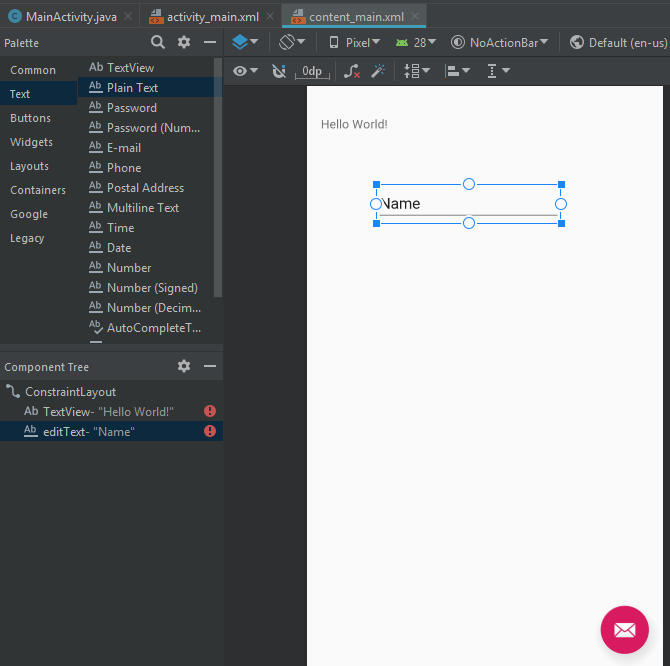 MainActivity.java activity_main.xml content_main.xml
Palette
Pixel 28 NoActionBar Default (en-us)
0dp
Common
Text
Buttons
Widgets
Layouts
Containers
Google
Legacy
Ab TextView
Ab Plain Text
Ab Password
Ab Password (Num...
Ab E-mail
Ab Phone
Ab Postal Address
Ab Multiline Text
Ab Time
Ab Date
Ab Number
Ab Number (Signed)
Ab Number (Decim...
Ab AutoCompleteT...
Component Tree
ConstraintLayout
Ab TextView- "Hello World!"
Ab editText- "Name"
Hello World!
Name